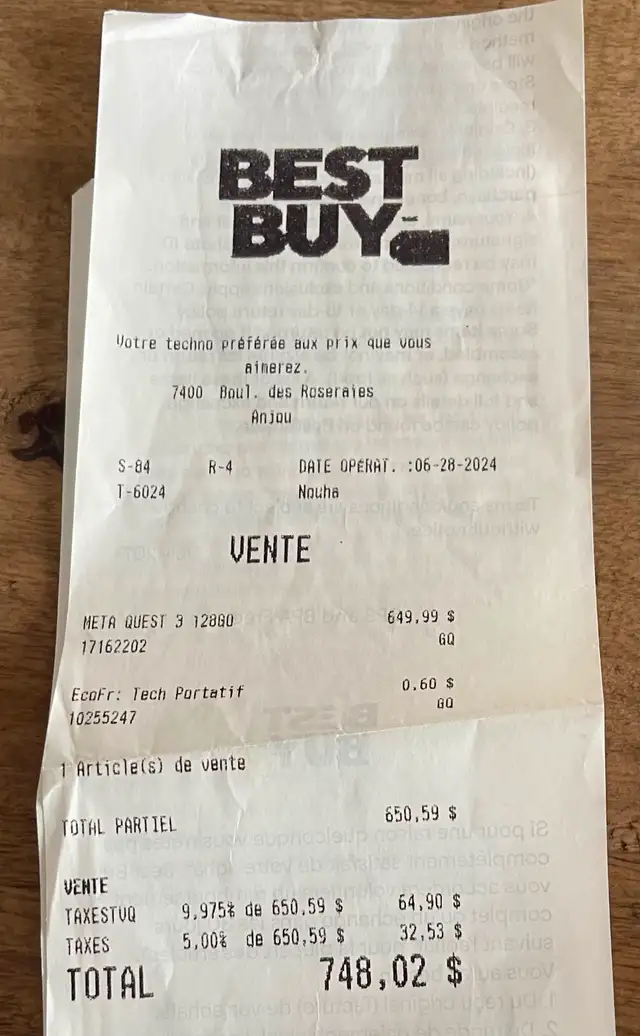 BEST
BUY
Votre techno préférée aux prix que vous
aimerez.
7400 Boul. des Roseraies
Anjou
S-84 R-4 DATE OPÉRAT. :06-28-2024
T-6024 Nouha
VENTE
META QUEST 3 128GO 649,99 $
17162202 GQ
EcoFr: Tech Portatif 0.60 $
10255247 GQ
1 Article(s) de vente
TOTAL PARTIEL 650,59 $
VENTE
TAXESTVQ 9,975% de 650.59 $ 64,90 $
TAXES 5,00% de 650,59 $ 32,53 $
TOTAL 748,02 $